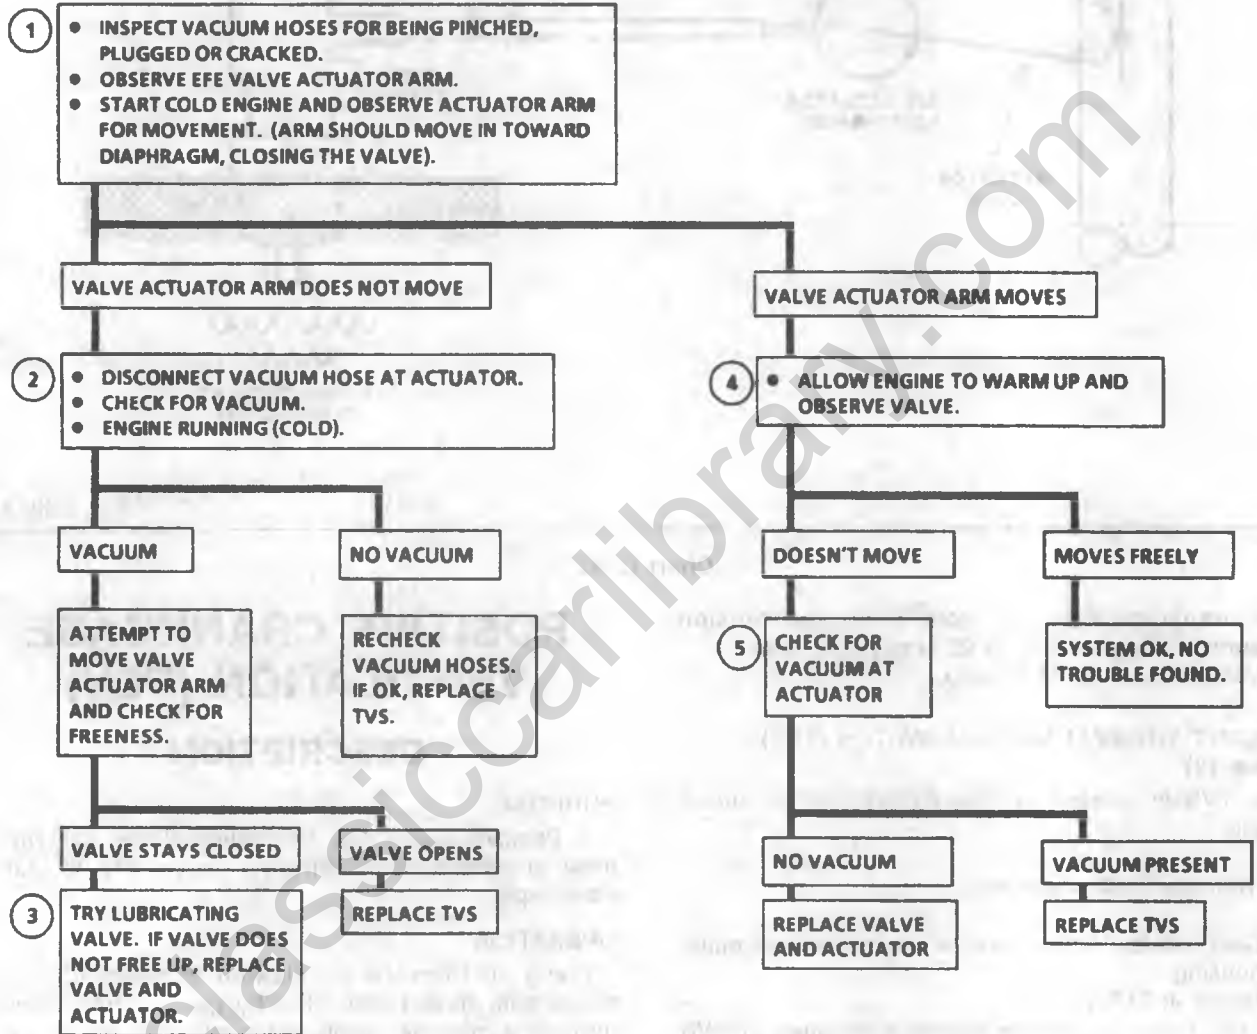 1
• INSPECT VACUUM HOSES FOR BEING PINCHED,
PLUGGED OR CRACKED.
• OBSERVE EFE VALVE ACTUATOR ARM.
• START COLD ENGINE AND OBSERVE ACTUATOR ARM
FOR MOVEMENT. (ARM SHOULD MOVE IN TOWARD
DIAPHRAGM, CLOSING THE VALVE).
VALVE ACTUATOR ARM DOES NOT MOVE
VALVE ACTUATOR ARM MOVES
2
• DISCONNECT VACUUM HOSE AT ACTUATOR.
• CHECK FOR VACUUM.
• ENGINE RUNNING (COLD).
4
• ALLOW ENGINE TO WARM UP AND
OBSERVE VALVE.
VACUUM
NO VACUUM
DOESN'T MOVE
MOVES FREELY
ATTEMPT TO
MOVE VALVE
ACTUATOR ARM
AND CHECK FOR
FREENESS.
RECHECK
VACUUM HOSES.
IF OK, REPLACE
TVS.
5
CHECK FOR
VACUUM AT
ACTUATOR
SYSTEM OK, NO
TROUBLE FOUND.
VALVE STAYS CLOSED
VALVE OPENS
NO VACUUM
VACUUM PRESENT
3
TRY LUBRICATING
VALVE. IF VALVE DOES
NOT FREE UP, REPLACE
VALVE AND
ACTUATOR.
REPLACE TVS
REPLACE VALVE
AND ACTUATOR
REPLACE TVS
classiccarlibrary.com